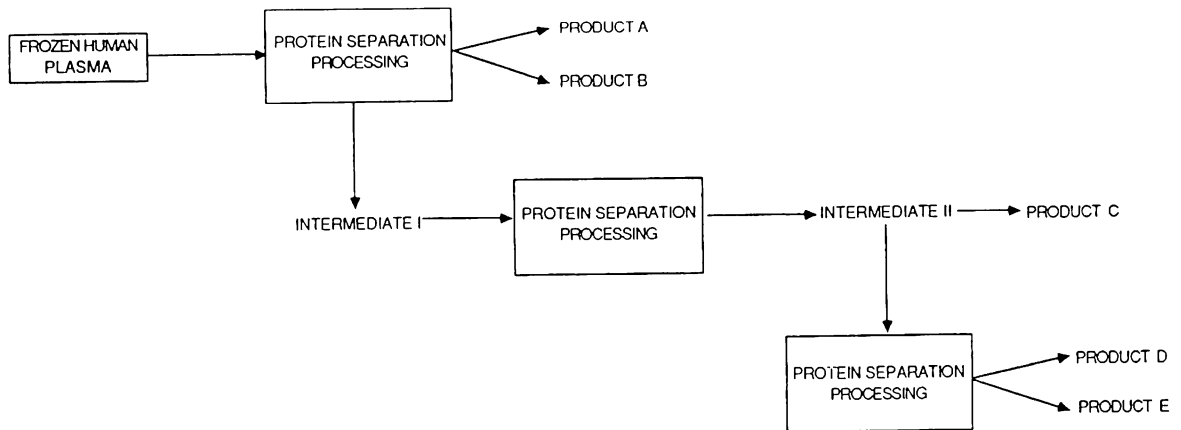 FROZEN HUMAN
PLASMA
PROTEIN SEPARATION
PROCESSING
PRODUCT A
PRODUCT B
INTERMEDIATE I
PROTEIN SEPARATION
PROCESSING
INTERMEDIATE II
PRODUCT C
PROTEIN SEPARATION
PROCESSING
PRODUCT D
PRODUCT E